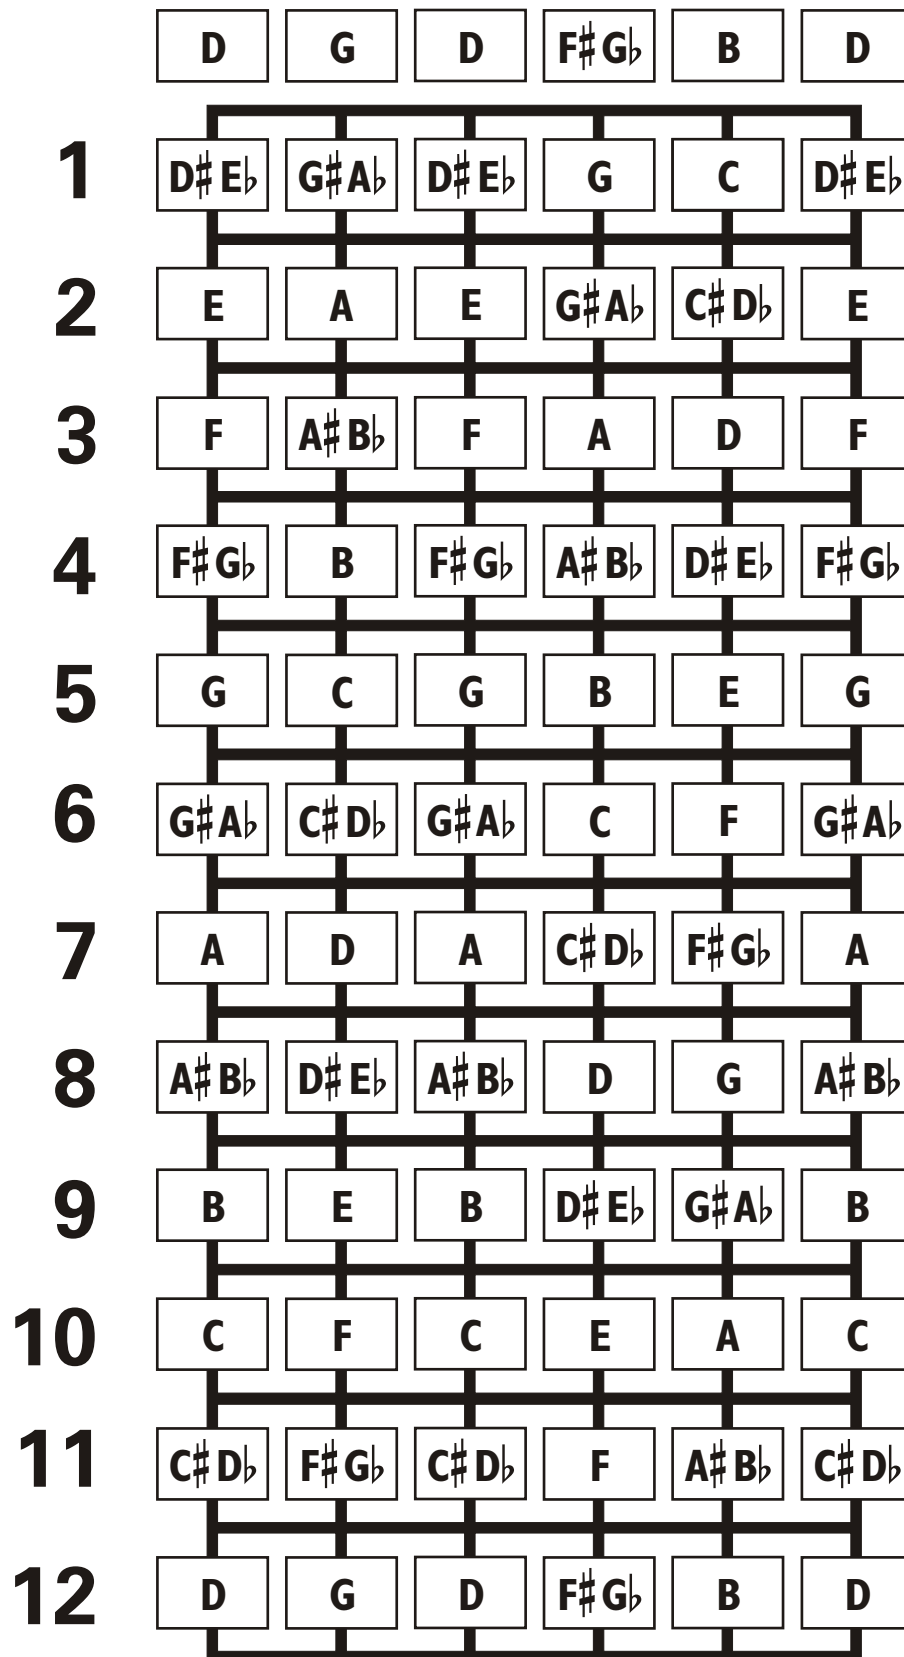 D G D F♯G♭ B D
1 D♯E♭ G♯A♭ D♯E♭ G C D♯E♭
2 E A E G♯A♭ C♯D♭ E
3 F A♯B♭ F A D F
4 F♯G♭ B F♯G♭ A♯B♭ D♯E♭ F♯G♭
5 G C G B E G
6 G♯A♭ C♯D♭ G♯A♭ C F G♯A♭
7 A D A C♯D♭ F♯G♭ A
8 A♯B♭ D♯E♭ A♯B♭ D G A♯B♭
9 B E B D♯E♭ G♯A♭ B
10 C F C E A C
11 C♯D♭ F♯G♭ C♯D♭ F A♯B♭ C♯D♭
12 D G D F♯G♭ B D